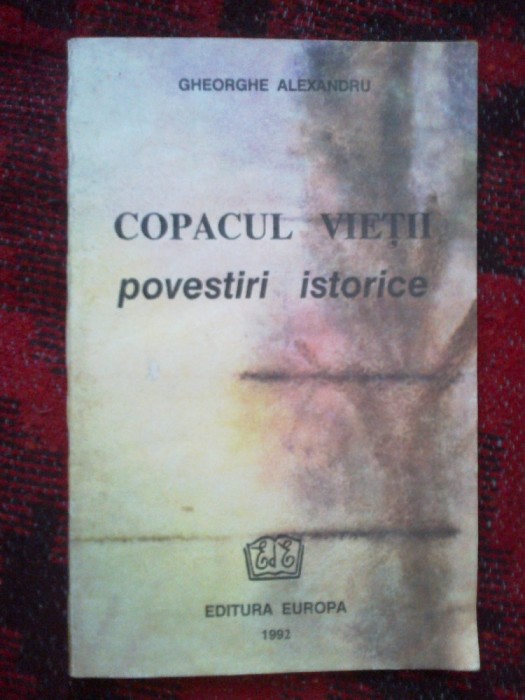 GHEORGHE ALEXANDRU
COPACUL VIEȚII
povestiri istorice
EdE
EDITURA EUROPA
1992